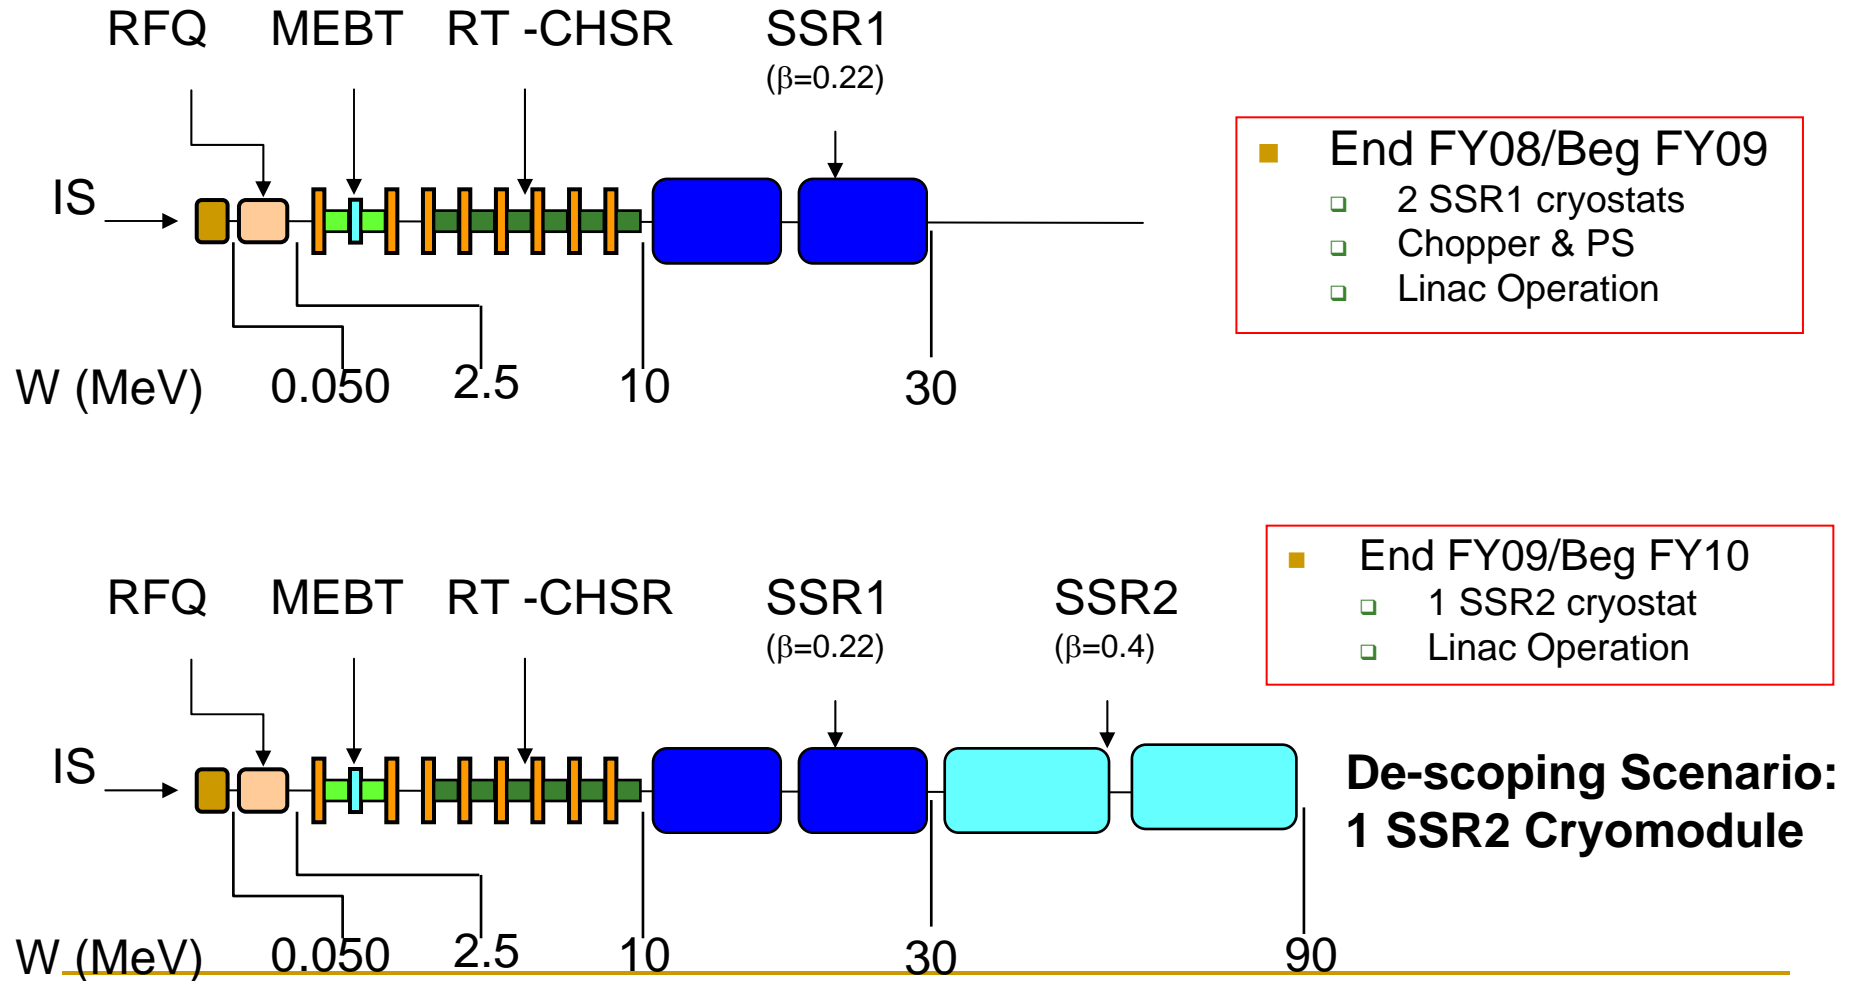 RFQ MEBT RT -CHSR SSR1
(β=0.22)
End FY08/Beg FY09
2 SSR1 cryostats
Chopper & PS
Linac Operation
IS
W (MeV) 0.050 2.5 10 30
End FY09/Beg FY10
1 SSR2 cryostat
Linac Operation
RFQ MEBT RT -CHSR SSR1 SSR2
(β=0.22) (β=0.4)
IS
De-scoping Scenario:
1 SSR2 Cryomodule
W (MeV) 0.050 2.5 10 30 90